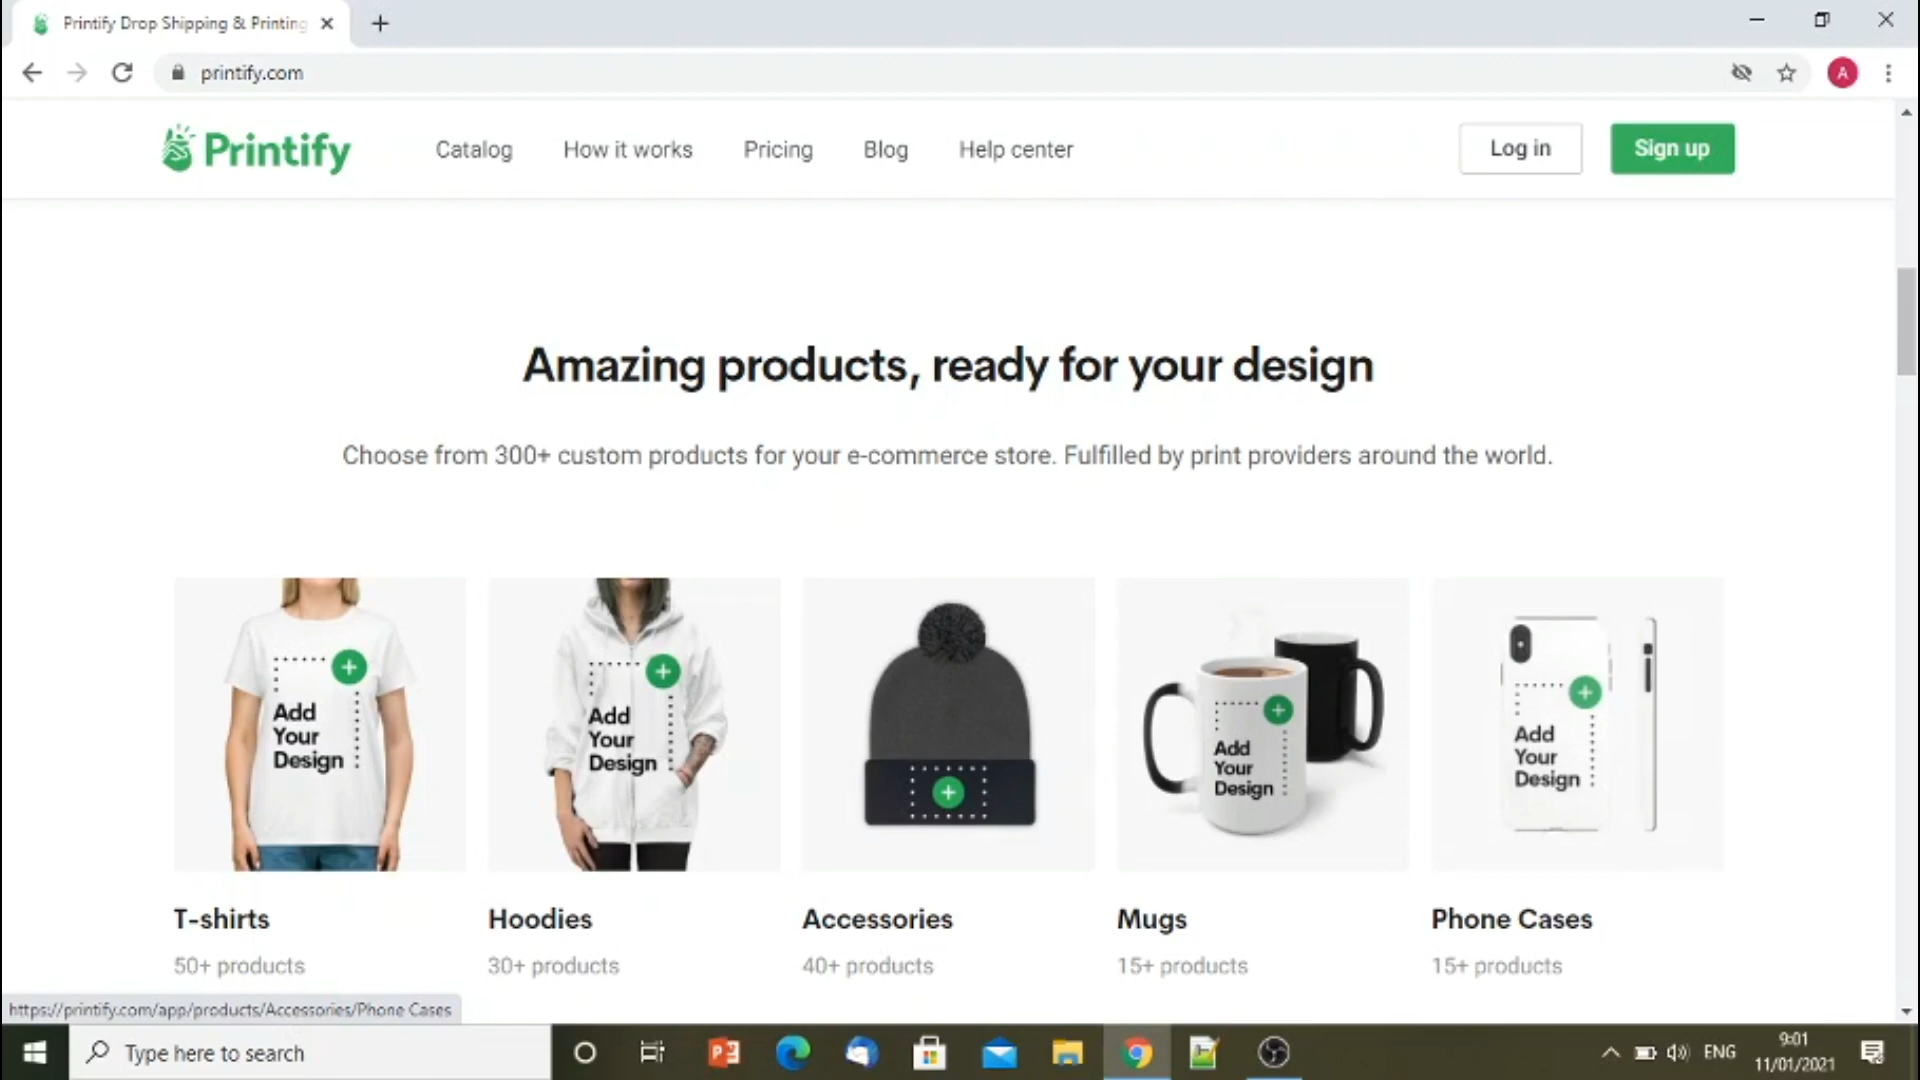 Printify Drop Shipping & Printing
printify.com
A
Printify
Catalog
How it works
Pricing
Blog
Help center
Log in
Sign up
Amazing products, ready for your design
Choose from 300+ custom products for your e-commerce store. Fulfilled by print providers around the world.
Add
Your
Design
Add
Your
Design
Add
Your
Design
Add
Your
Design
T-shirts
Hoodies
Accessories
Mugs
Phone Cases
50+ products
30+ products
40+ products
15+ products
15+ products
https://printify.com/app/products/Accessories/Phone Cases
Type here to search
ENG
9:01
11/01/2021